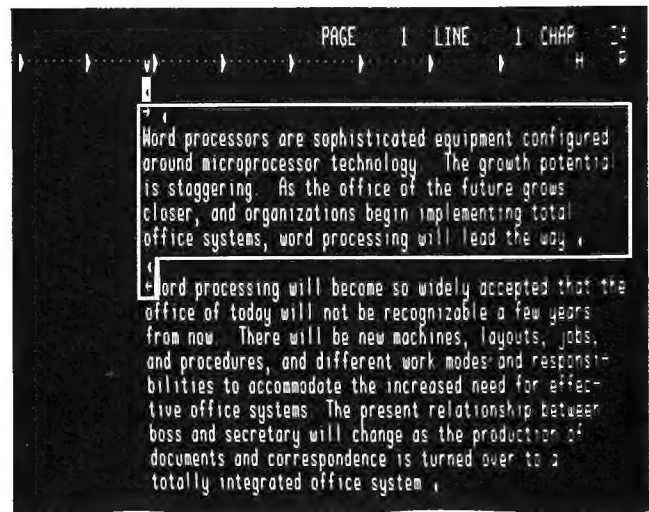 PAGE 1 LINE 1 CHAP
H P
Word processors are sophisticated equipment configured
around microprocessor technology The growth potential
is staggering. As the office of the future grows
closer, and organizations begin implementing total
office systems, word processing will lead the way
ord processing will become so widely accepted that the
office of today will not be recognizable a few years
from now There will be new machines, layouts, jobs,
and procedures, and different work modes and responsi-
bilities to accommodate the increased need for effec-
tive office systems The present relationship between
boss and secretary will change as the production of
documents and correspondence is turned over to a
totally integrated office system